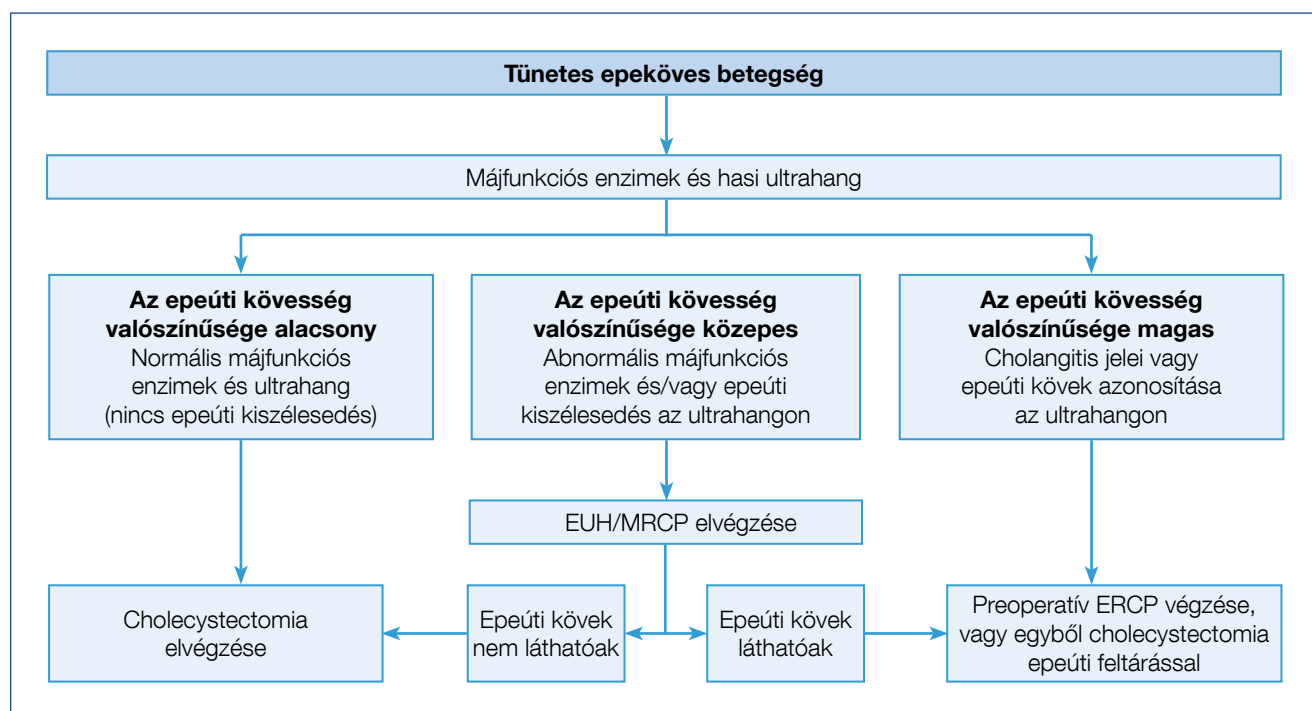 Tünetes epeköves betegség
Májfunkciós enzimek és hasi ultrahang
Az epeúti kövesség
valószínűsége alacsony
Normális májfunkciós
enzimek és ultrahang
(nincs epeúti kiszélesedés)
Az epeúti kövesség
valószínűsége közepes
Abnormális májfunkciós
enzimek és/vagy epeúti
kiszélesedés az ultrahangon
Az epeúti kövesség
valószínűsége magas
Cholangitis jelei vagy
epeúti kövek azonosítása
az ultrahangon
EUH/MRCP elvégzése
Cholecystectomia
elvégzése
Epeúti kövek
nem láthatóak
Epeúti kövek
láthatóak
Preoperatív ERCP végzése,
vagy egyből cholecystectomia
epeúti feltárással